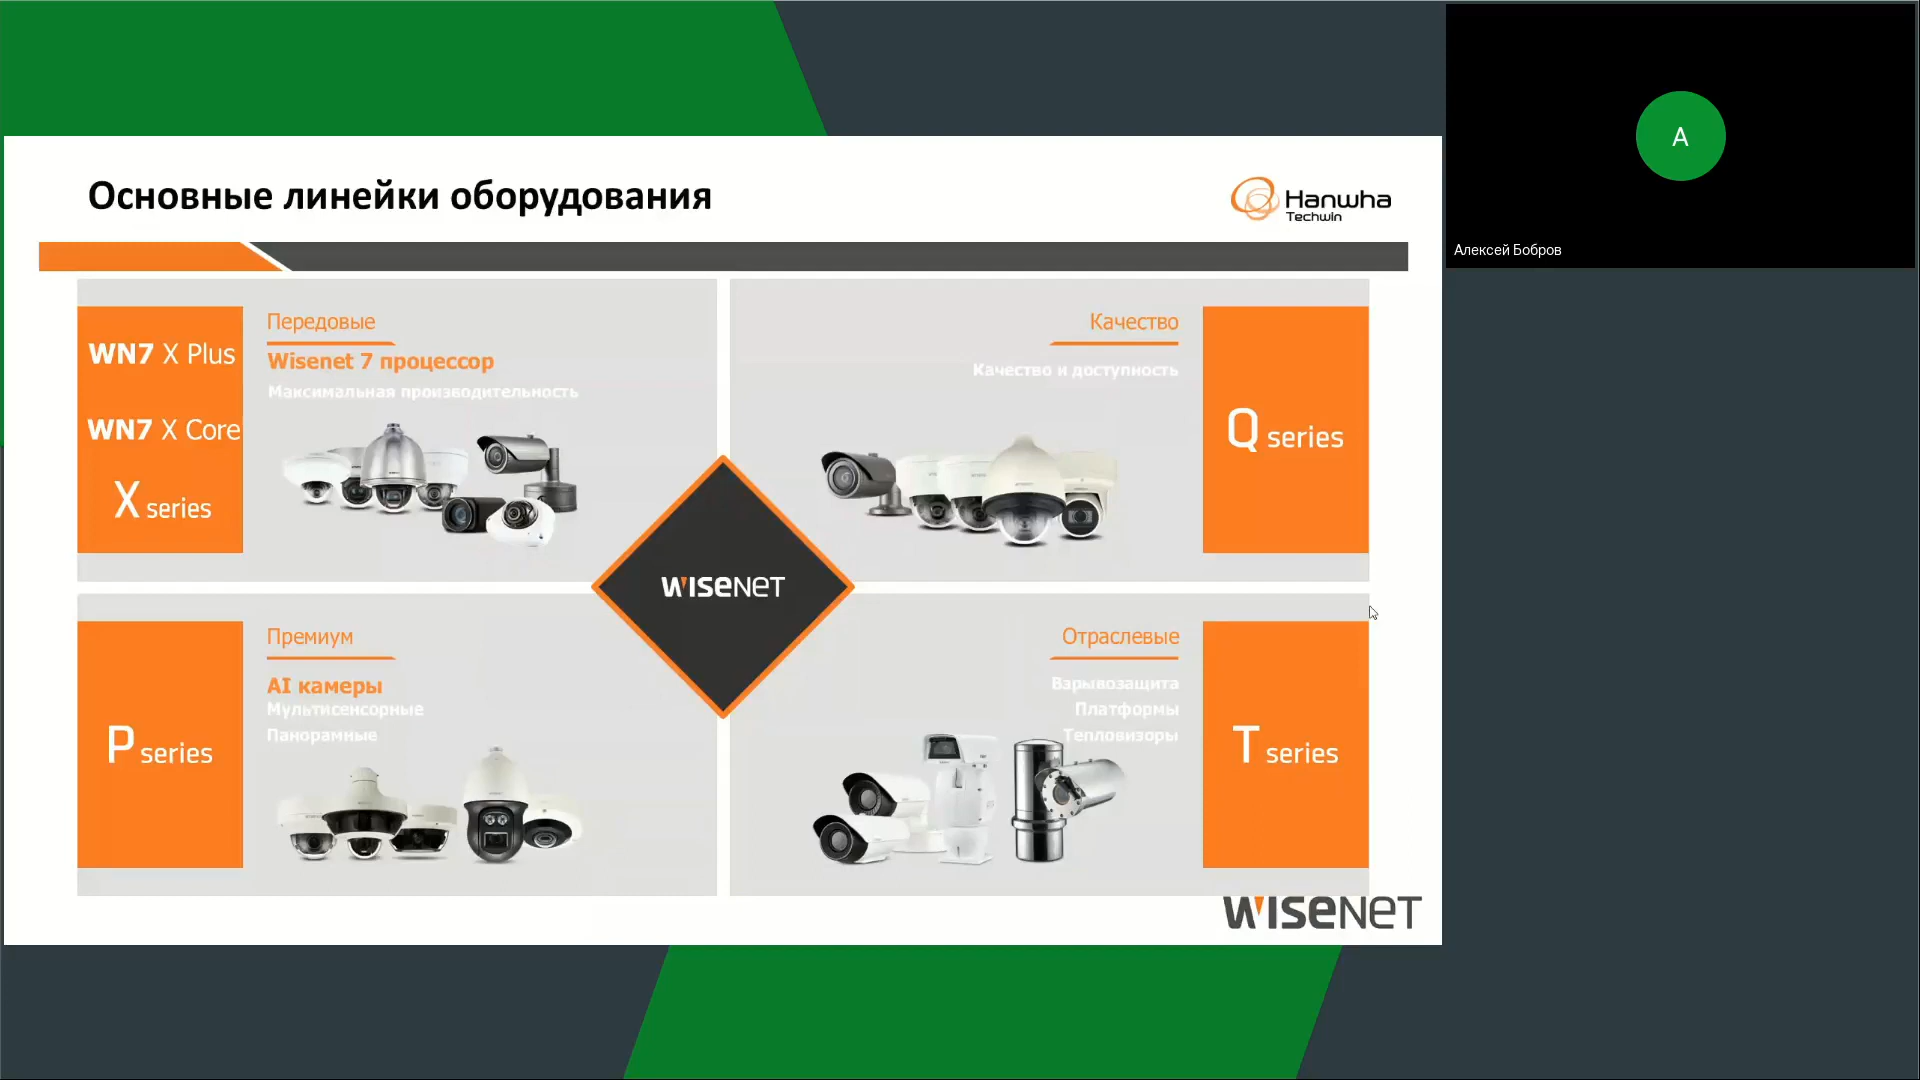 Основные линейки оборудования
Hanwha
Techwin
WN7 X Plus
WN7 X Core
X series
Передовые
Wisenet 7 процессор
Максимальная производительность
Качество
Качество и доступность
Q series
WISENET
P series
Премиум
AI камеры
Мультисенсорные
Панорамные
Отраслевые
Взрывозащита
Платформы
Тепловизоры
T series
WISENET
A
Алексей Бобров